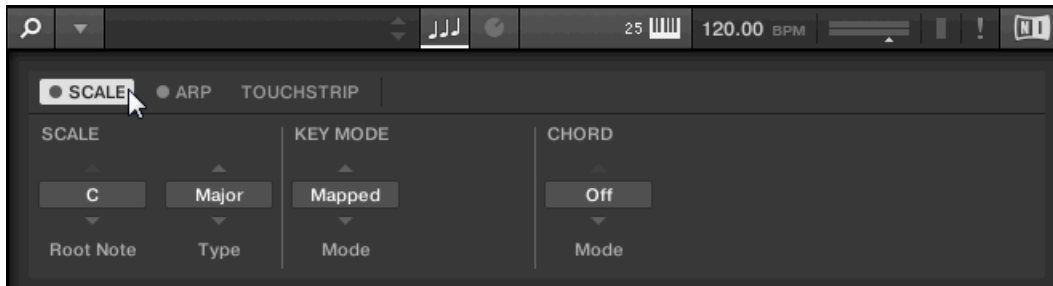 25 120.00 BPM ! NI
SCALE ARP TOUCHSTRIP
SCALE KEY MODE CHORD
C Major Mapped Off
Root Note Type Mode Mode